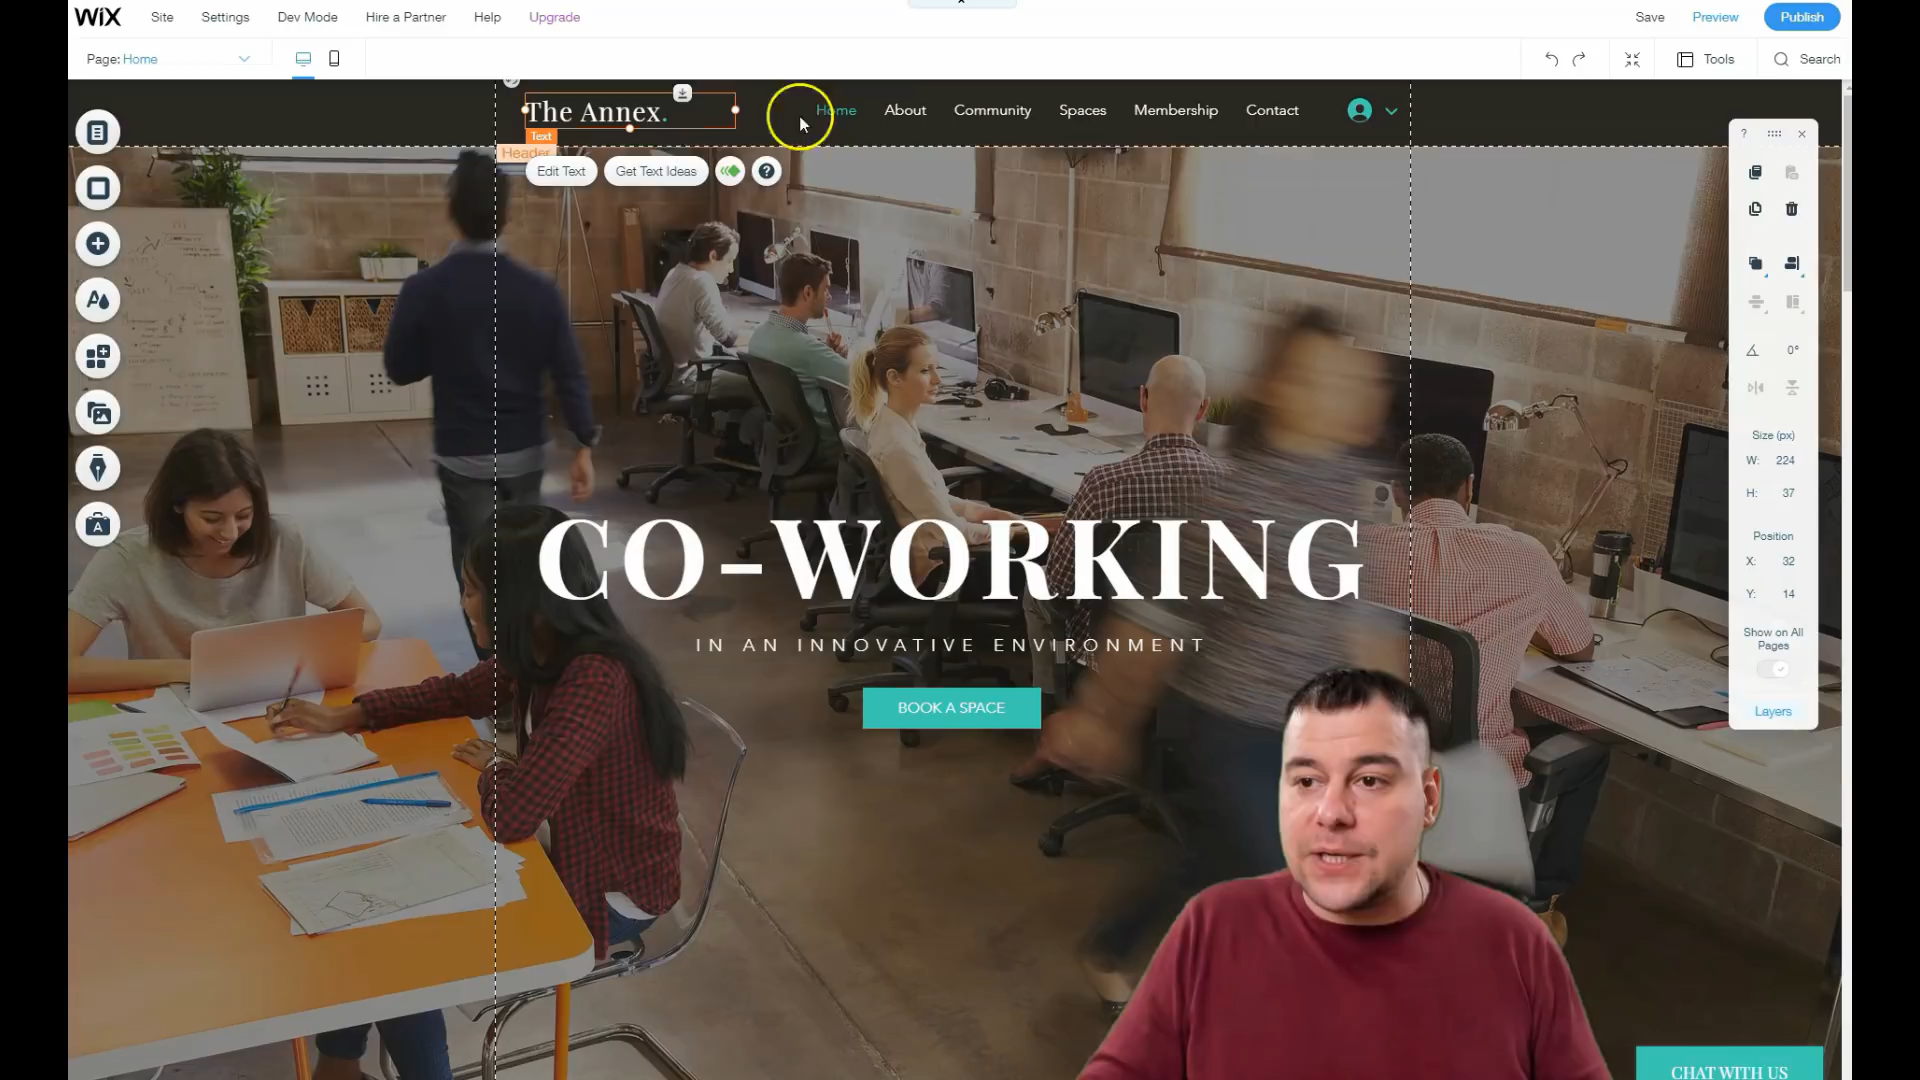 WiX Site Settings Dev Mode Hire a Partner Help Upgrade Save Preview Publish
Page: Home Tools Search
The Annex. Home About Community Spaces Membership Contact
Text
Header
Edit Text Get Text Ideas ?
?
0°
Size (px)
W: 224
H: 37
CO-WORKING
Position
X: 32
Y: 14
IN AN INNOVATIVE ENVIRONMENT
Show on All
Pages
BOOK A SPACE
Layers
CHAT WITH US